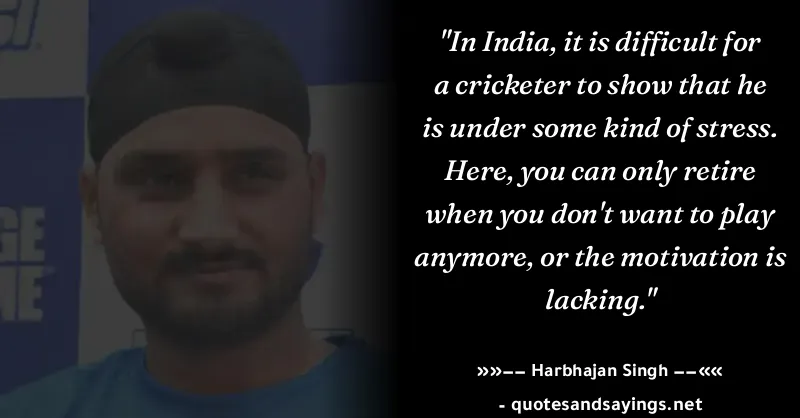 "In India, it is difficult for
a cricketer to show that he
is under some kind of stress.
Here, you can only retire
when you don't want to play
anymore, or the motivation is
lacking."
»»–– Harbhajan Singh ––««
- quotesandsayings.net
GE
ME